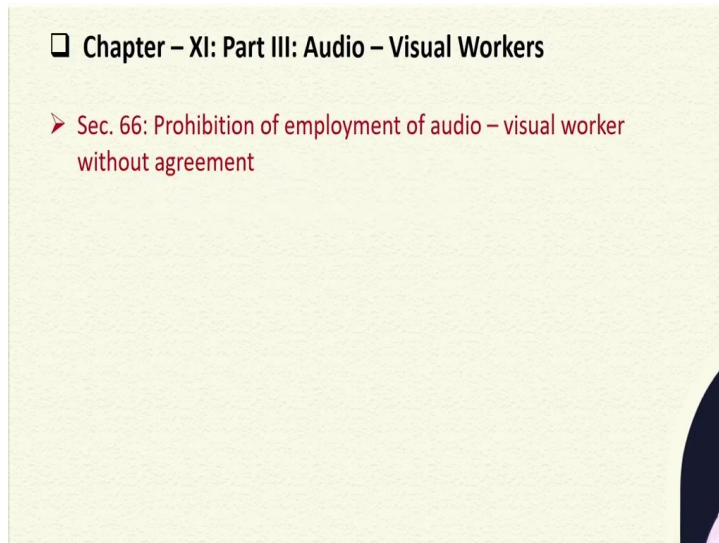 Chapter – XI: Part III: Audio – Visual Workers
Sec. 66: Prohibition of employment of audio – visual worker
without agreement